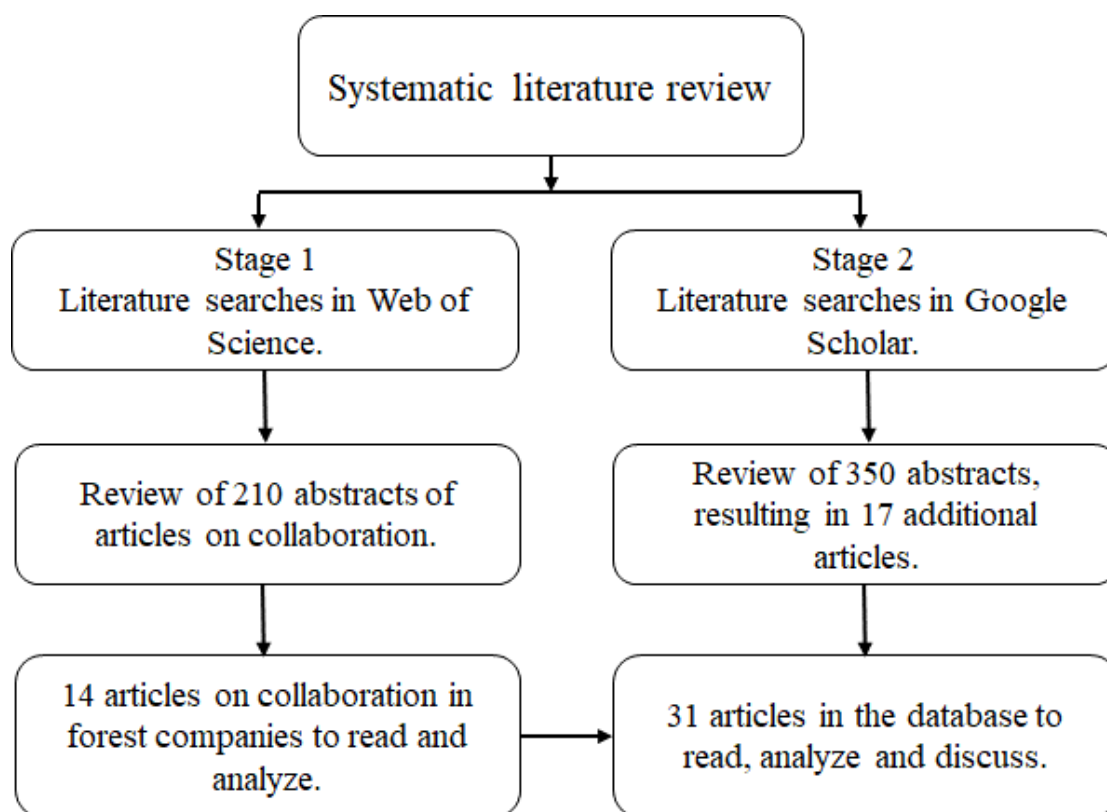 Systematic literature review
Stage 1
Literature searches in Web of
Science.
Stage 2
Literature searches in Google
Scholar.
Review of 210 abstracts of
articles on collaboration.
Review of 350 abstracts,
resulting in 17 additional
articles.
14 articles on collaboration in
forest companies to read and
analyze.
31 articles in the database to
read, analyze and discuss.